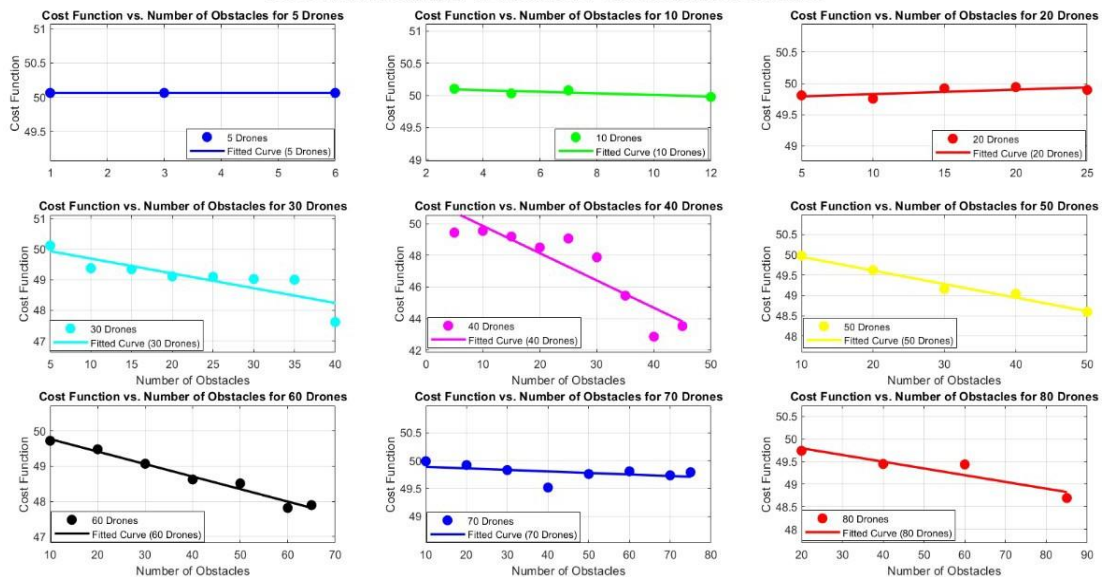 Cost Function vs. Number of Obstacles for 5 Drones
Cost Function
51
50.5
50
49.5
1 2 3 4 5 6
5 Drones
Fitted Curve (5 Drones)
Cost Function vs. Number of Obstacles for 10 Drones
Cost Function
51
50.5
50
49.5
49
2 4 6 8 10 12
10 Drones
Fitted Curve (10 Drones)
Cost Function vs. Number of Obstacles for 20 Drones
Cost Function
50.5
50
49.5
49
5 10 15 20 25
20 Drones
Fitted Curve (20 Drones)
Cost Function vs. Number of Obstacles for 30 Drones
Cost Function
51
50
49
48
47
5 10 15 20 25 30 35 40
Number of Obstacles
30 Drones
Fitted Curve (30 Drones)
Cost Function vs. Number of Obstacles for 40 Drones
Cost Function
50
48
46
44
42
0 10 20 30 40 50
Number of Obstacles
40 Drones
Fitted Curve (40 Drones)
Cost Function vs. Number of Obstacles for 50 Drones
Cost Function
50.5
50
49.5
49
48.5
48
10 20 30 40 50
Number of Obstacles
50 Drones
Fitted Curve (50 Drones)
Cost Function vs. Number of Obstacles for 60 Drones
Cost Function
50
49
48
47
10 20 30 40 50 60 70
Number of Obstacles
60 Drones
Fitted Curve (60 Drones)
Cost Function vs. Number of Obstacles for 70 Drones
Cost Function
50.5
50
49.5
49
10 20 30 40 50 60 70 80
Number of Obstacles
70 Drones
Fitted Curve (70 Drones)
Cost Function vs. Number of Obstacles for 80 Drones
Cost Function
50.5
50
49.5
49
48.5
48
20 30 40 50 60 70 80 90
Number of Obstacles
80 Drones
Fitted Curve (80 Drones)